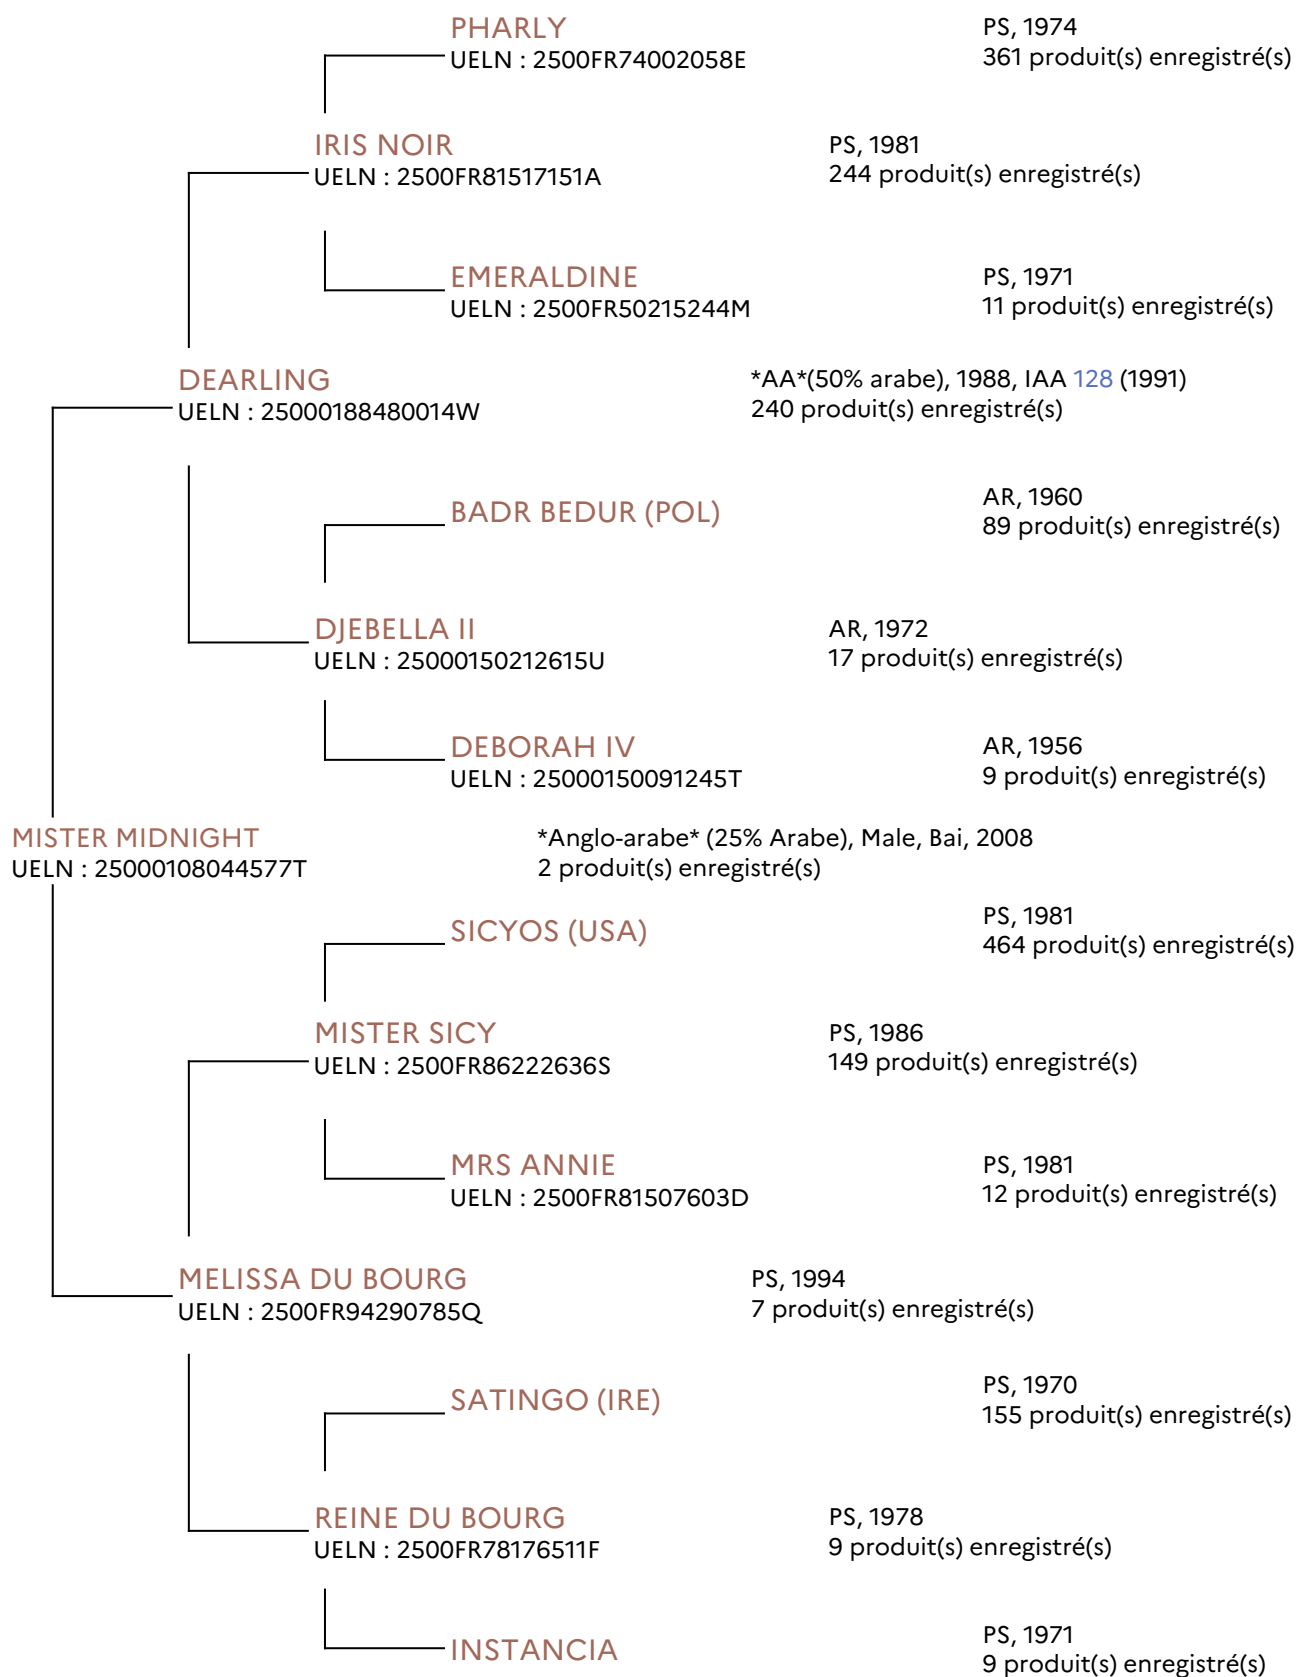 PHARLY
UELN : 2500FR74002058E
PS, 1974
361 produit(s) enregistré(s)
IRIS NOIR
UELN : 2500FR81517151A
PS, 1981
244 produit(s) enregistré(s)
EMERALDINE
UELN : 2500FR50215244M
PS, 1971
11 produit(s) enregistré(s)
DEARLING
UELN : 25000188480014W
*AA*(50% arabe), 1988, IAA 128 (1991)
240 produit(s) enregistré(s)
BADR BEDUR (POL)
AR, 1960
89 produit(s) enregistré(s)
DJEBELLA II
UELN : 25000150212615U
AR, 1972
17 produit(s) enregistré(s)
DEBORAH IV
UELN : 25000150091245T
AR, 1956
9 produit(s) enregistré(s)
MISTER MIDNIGHT
UELN : 25000108044577T
*Anglo-arabe* (25% Arabe), Male, Bai, 2008
2 produit(s) enregistré(s)
SICYOS (USA)
PS, 1981
464 produit(s) enregistré(s)
MISTER SICY
UELN : 2500FR86222636S
PS, 1986
149 produit(s) enregistré(s)
MRS ANNIE
UELN : 2500FR81507603D
PS, 1981
12 produit(s) enregistré(s)
MELISSA DU BOURG
UELN : 2500FR94290785Q
PS, 1994
7 produit(s) enregistré(s)
SATINGO (IRE)
PS, 1970
155 produit(s) enregistré(s)
REINE DU BOURG
UELN : 2500FR78176511F
PS, 1978
9 produit(s) enregistré(s)
INSTANCIA
PS, 1971
9 produit(s) enregistré(s)